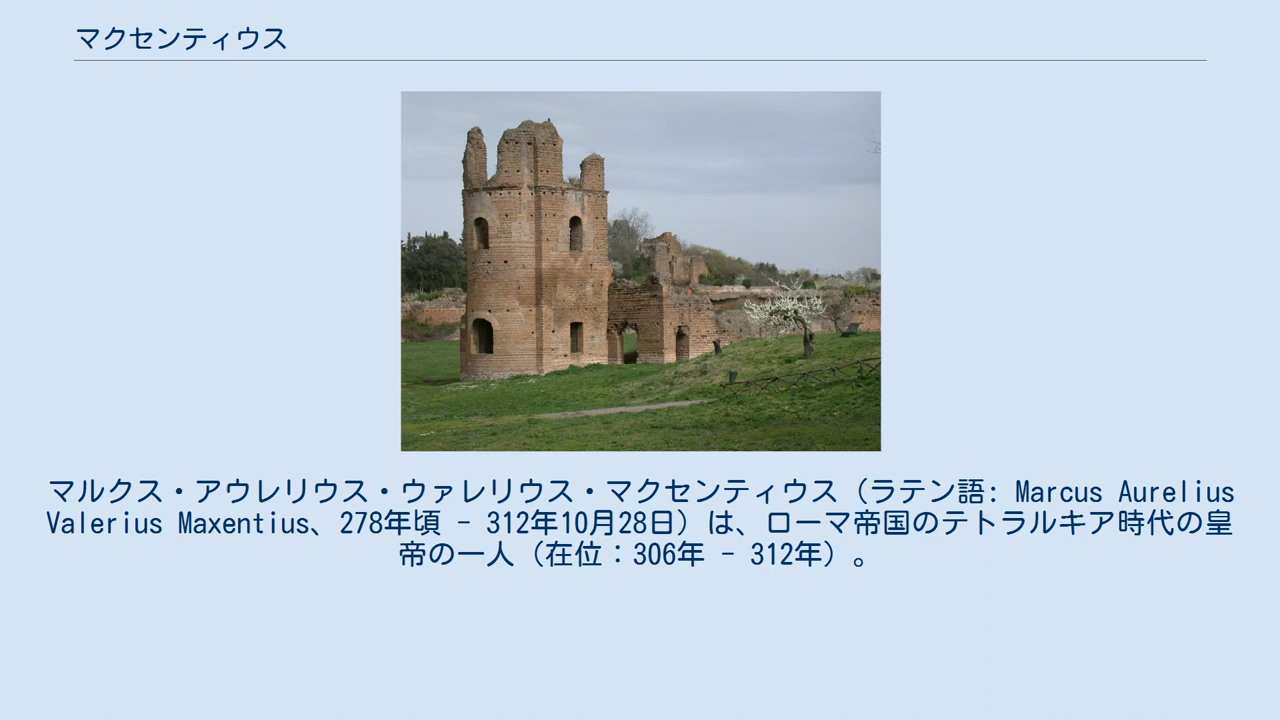 マクセンティウス
マルクス・アウレリウス・ウァレリウス・マクセンティウス（ラテン語: Marcus Aurelius
Valerius Maxentius、278年頃 - 312年10月28日）は、ローマ帝国のテトラルキア時代の皇
帝の一人（在位：306年 - 312年）。